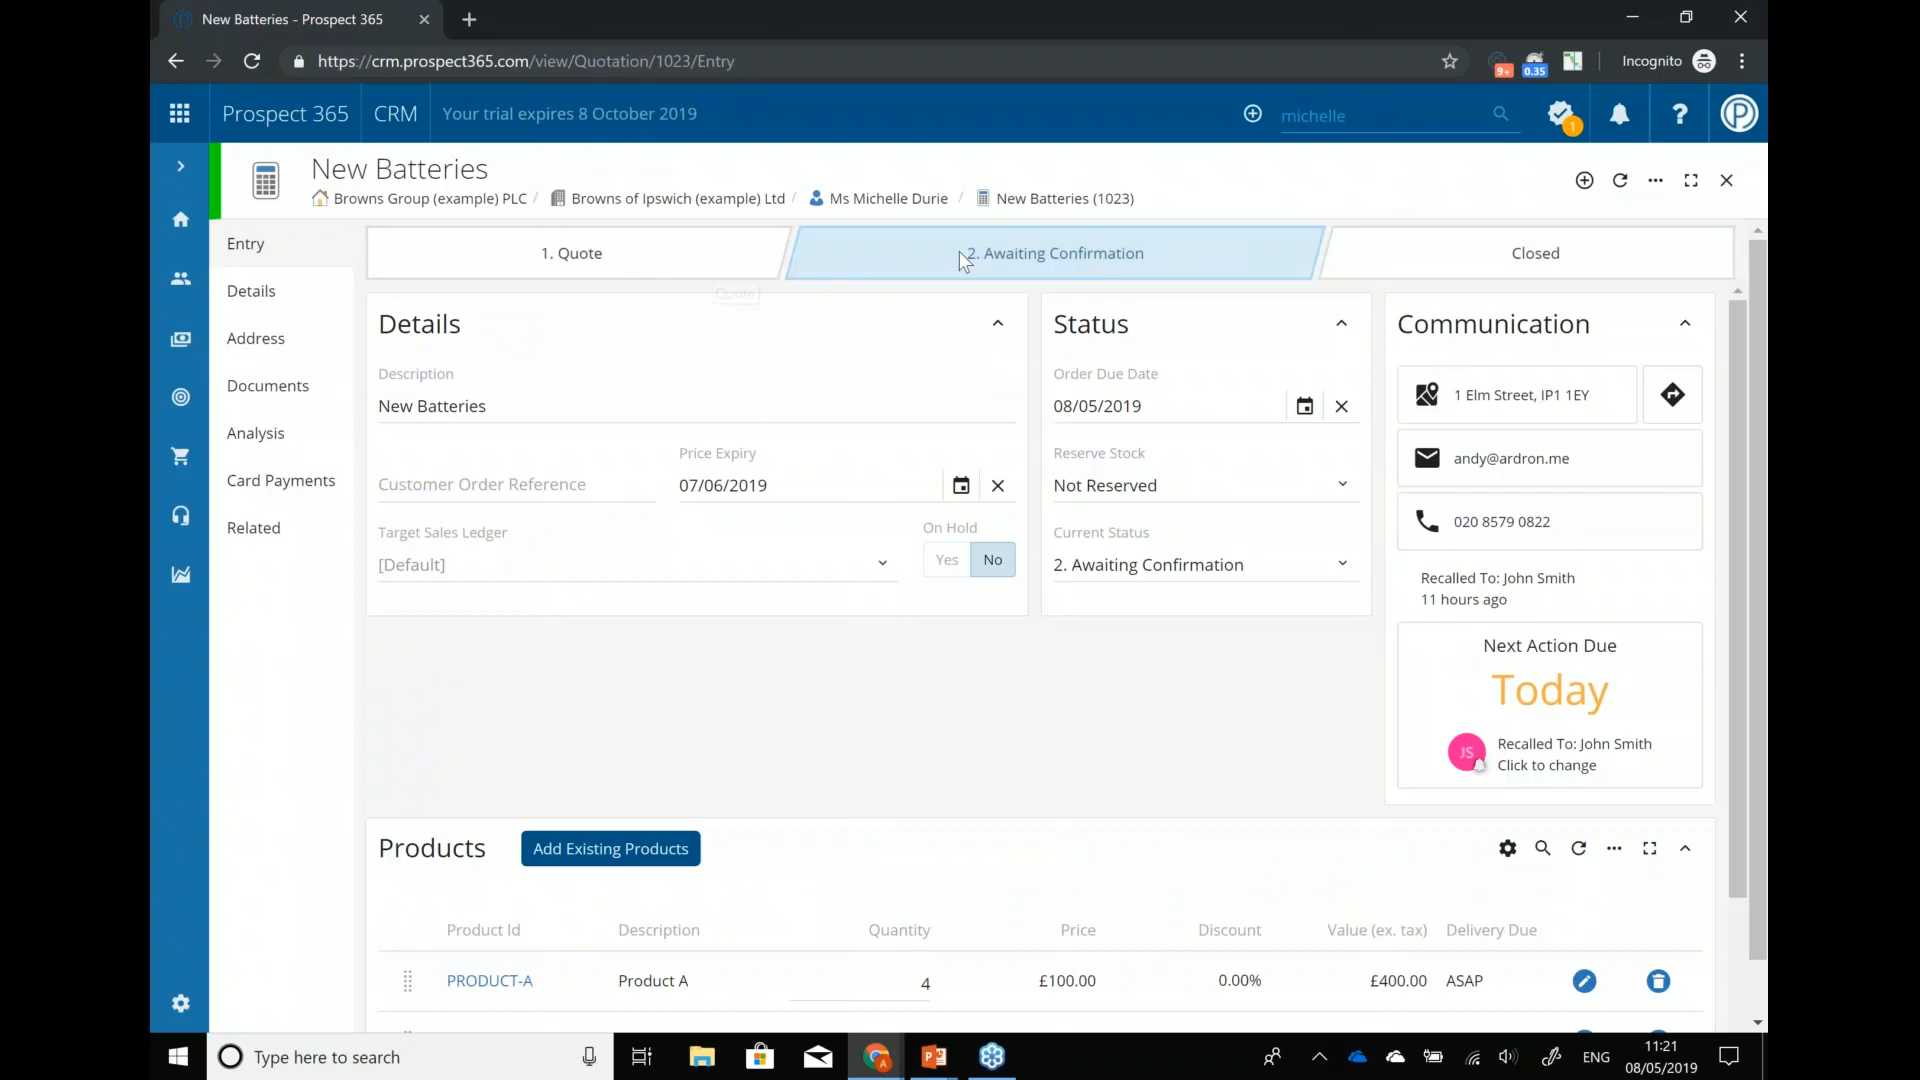 New Batteries - Prospect 365
https://crm.prospect365.com/view/Quotation/1023/Entry
9+
0.35
Incognito
Prospect 365
CRM
Your trial expires 8 October 2019
michelle
1
?
P
New Batteries
Browns Group (example) PLC / Browns of Ipswich (example) Ltd / Ms Michelle Durie / New Batteries (1023)
Entry
Details
Address
Documents
Analysis
Card Payments
Related
1. Quote
2. Awaiting Confirmation
Closed
Quote
Details
Description
New Batteries
Customer Order Reference
Price Expiry
07/06/2019
Target Sales Ledger
[Default]
On Hold
Yes
No
Status
Order Due Date
08/05/2019
Reserve Stock
Not Reserved
Current Status
2. Awaiting Confirmation
Communication
1 Elm Street, IP1 1EY
andy@ardron.me
020 8579 0822
Recalled To: John Smith
11 hours ago
Next Action Due
Today
JS
Recalled To: John Smith
Click to change
Products
Add Existing Products
Product Id Description Quantity Price Discount Value (ex. tax) Delivery Due
PRODUCT-A Product A 4 £100.00 0.00% £400.00 ASAP
Type here to search
A
ENG
11:21
08/05/2019